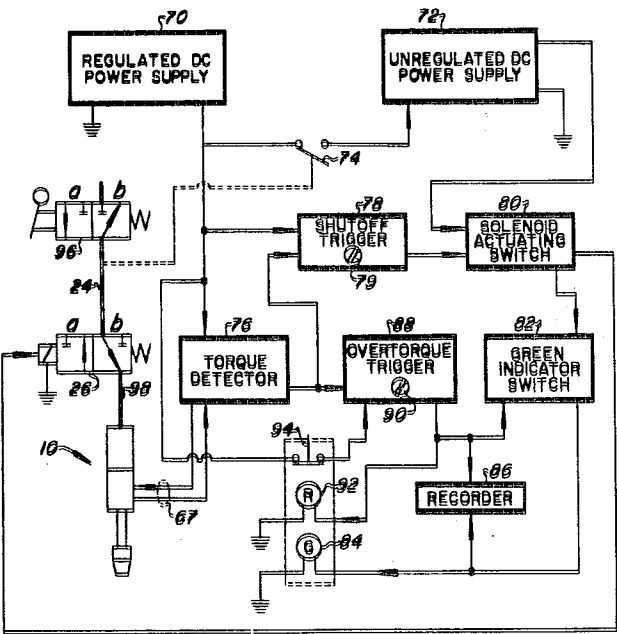 70
REGULATED DC
POWER SUPPLY
72
UNREGULATED DC
POWER SUPPLY
74
a
b
96
24
78
SHUTOFF
TRIGGER
79
80
SOLENOID
ACTUATING
SWITCH
a
b
26
98
76
TORQUE
DETECTOR
88
OVERTORQUE
TRIGGER
90
82
GREEN
INDICATOR
SWITCH
10
67
94
R
92
G
84
86
RECORDER